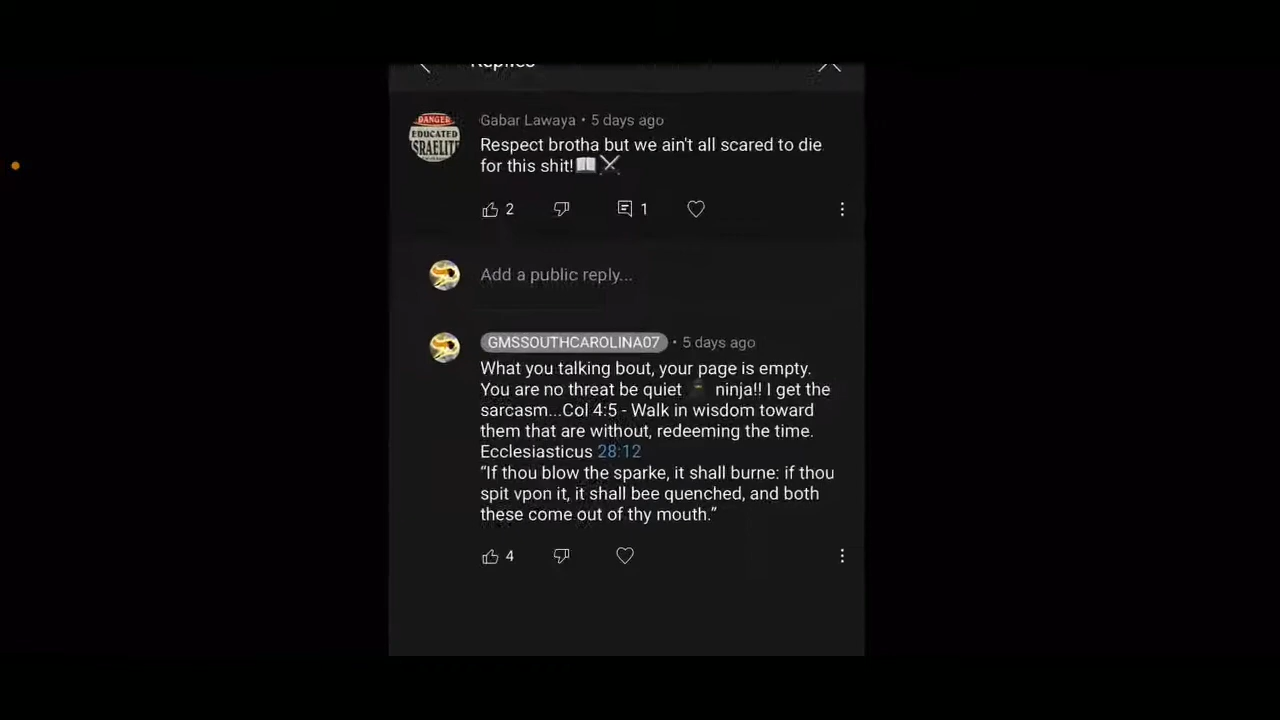 Replies
Gabar Lawaya • 5 days ago
DANGER
EDUCATED
ISRAELITE
Respect brotha but we ain't all scared to die
for this shit!📖⚔
2
1
Add a public reply...
GMSSOUTHCAROLINA07 • 5 days ago
What you talking bout, your page is empty.
You are no threat be quiet 🥷 ninja!! I get the
sarcasm...Col 4:5 - Walk in wisdom toward
them that are without, redeeming the time.
Ecclesiasticus 28:12
“If thou blow the sparke, it shall burne: if thou
spit vpon it, it shall bee quenched, and both
these come out of thy mouth.”
4